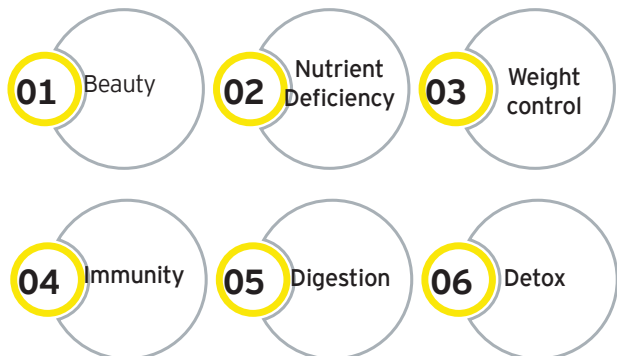 01 Beauty
02 Nutrient
Deficiency
03 Weight
control
04 Immunity
05 Digestion
06 Detox